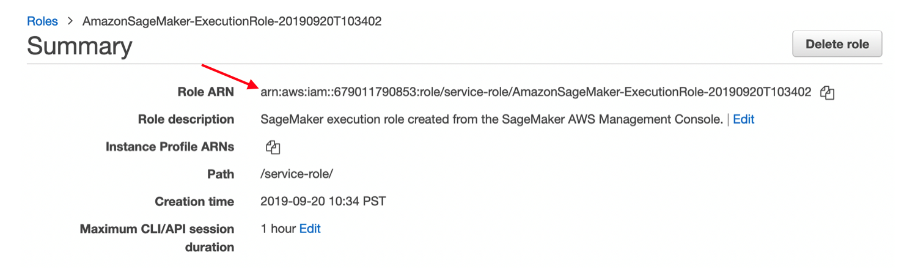 Roles > AmazonSageMaker-ExecutionRole-20190920T103402
Summary
Delete role
Role ARN arn:aws:iam::679011790853:role/service-role/AmazonSageMaker-ExecutionRole-20190920T103402
Role description SageMaker execution role created from the SageMaker AWS Management Console. | Edit
Instance Profile ARNs
Path /service-role/
Creation time 2019-09-20 10:34 PST
Maximum CLI/API session 1 hour Edit
duration